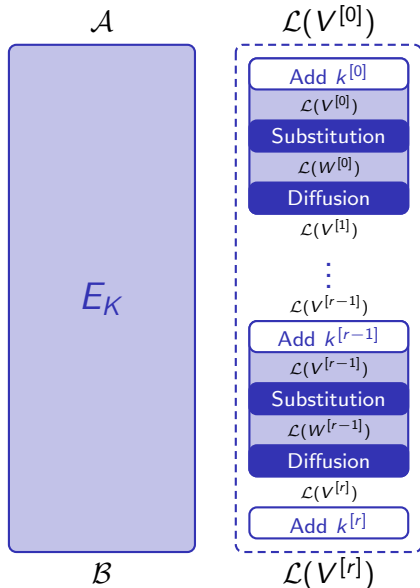 𝒜
E_K
ℬ
ℒ(V^[0])
Add k^[0]
ℒ(V^[0])
Substitution
ℒ(W^[0])
Diffusion
ℒ(V^[1])
⋮
ℒ(V^[r−1])
Add k^[r−1]
ℒ(V^[r−1])
Substitution
ℒ(W^[r−1])
Diffusion
ℒ(V^[r])
Add k^[r]
ℒ(V^[r])